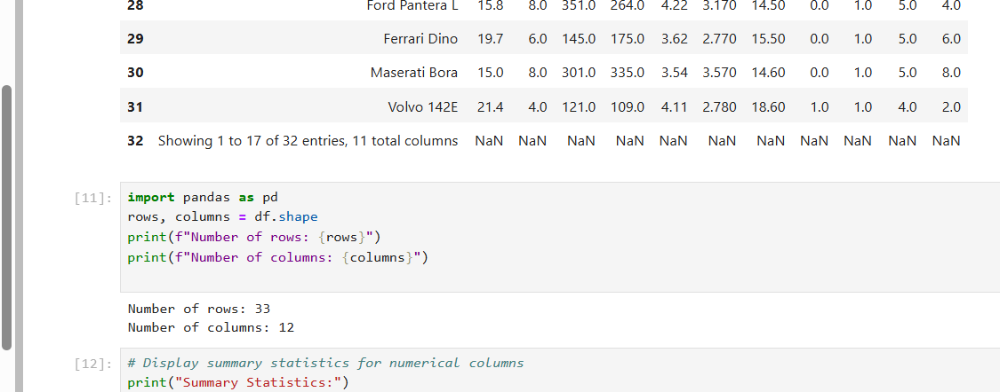 28 Ford Pantera L 15.8 8.0 351.0 264.0 4.22 3.170 14.50 0.0 1.0 5.0 4.0
29 Ferrari Dino 19.7 6.0 145.0 175.0 3.62 2.770 15.50 0.0 1.0 5.0 6.0
30 Maserati Bora 15.0 8.0 301.0 335.0 3.54 3.570 14.60 0.0 1.0 5.0 8.0
31 Volvo 142E 21.4 4.0 121.0 109.0 4.11 2.780 18.60 1.0 1.0 4.0 2.0
32 Showing 1 to 17 of 32 entries, 11 total columns NaN NaN NaN NaN NaN NaN NaN NaN NaN NaN NaN
[11]: import pandas as pd
rows, columns = df.shape
print(f"Number of rows: {rows}")
print(f"Number of columns: {columns}")
Number of rows: 33
Number of columns: 12
[12]: # Display summary statistics for numerical columns
print("Summary Statistics:")